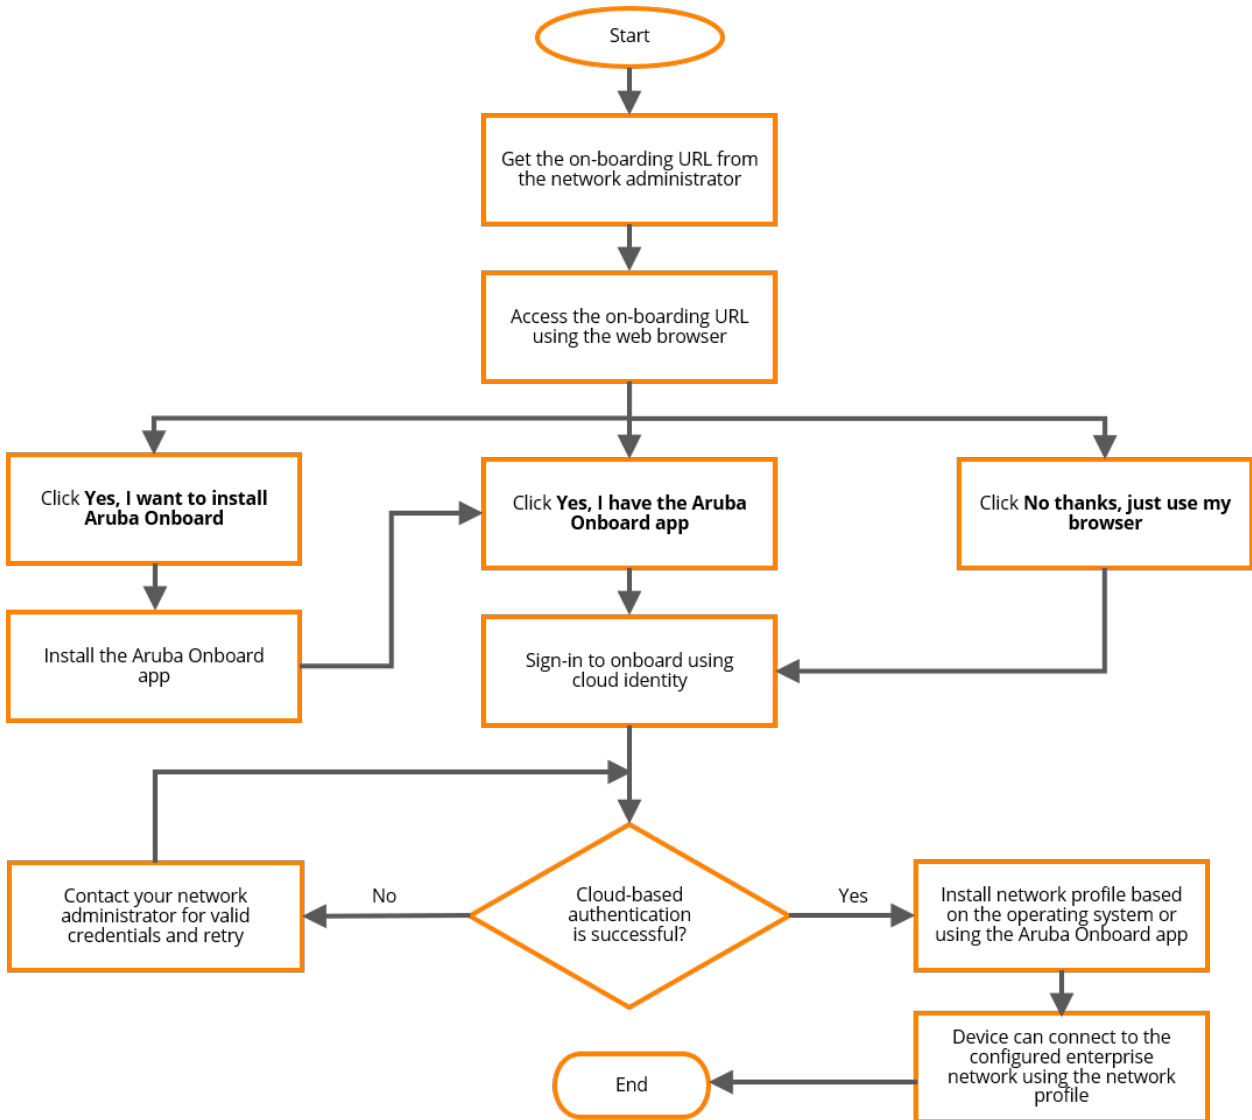 Start
Get the on-boarding URL from
the network administrator
Access the on-boarding URL
using the web browser
Click Yes, I want to install
Aruba Onboard
Click Yes, I have the Aruba
Onboard app
Click No thanks, just use my
browser
Install the Aruba Onboard
app
Sign-in to onboard using
cloud identity
Contact your network
administrator for valid
credentials and retry
No
Cloud-based
authentication
is successful?
Yes
Install network profile based
on the operating system or
using the Aruba Onboard app
Device can connect to the
configured enterprise
network using the network
profile
End